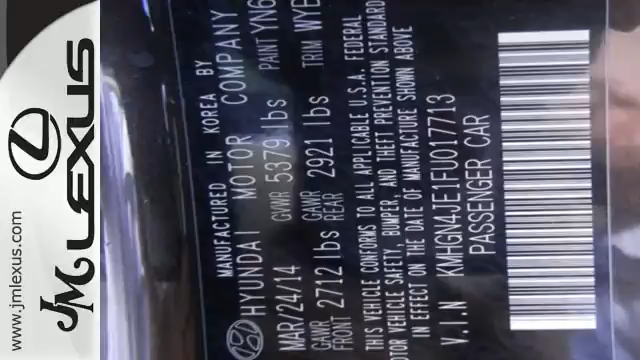 www.jmlexus.com
JM LEXUS
MANUFACTURED IN KOREA BY
HYUNDAI MOTOR COMPANY
MAR/24/14 GVWR 5379 lbs PAINT YN6
GAWR FRONT 2712 lbs GAWR REAR 2921 lbs TRIM WYB
THIS VEHICLE CONFORMS TO ALL APPLICABLE U.S.A. FEDERAL
OTOR VEHICLE SAFETY, BUMPER, AND THEFT PREVENTION STANDARD
IN EFFECT ON THE DATE OF MANUFACTURE SHOWN ABOVE
V.I.N KMHGN4JE1FU017713
PASSENGER CAR